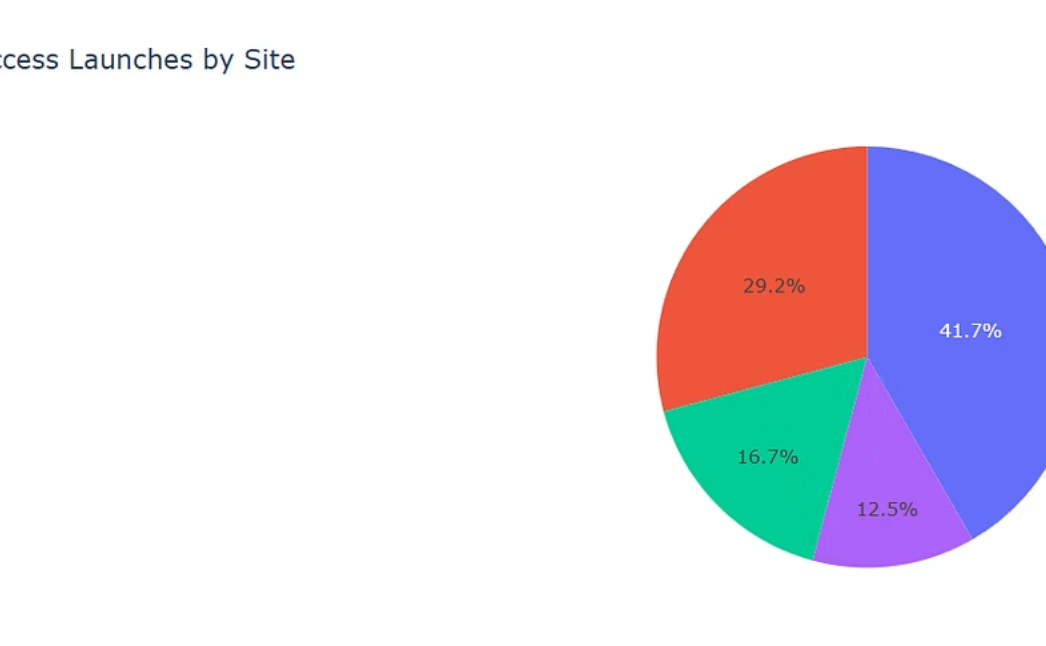 ccess Launches by Site
29.2%
41.7%
16.7%
12.5%